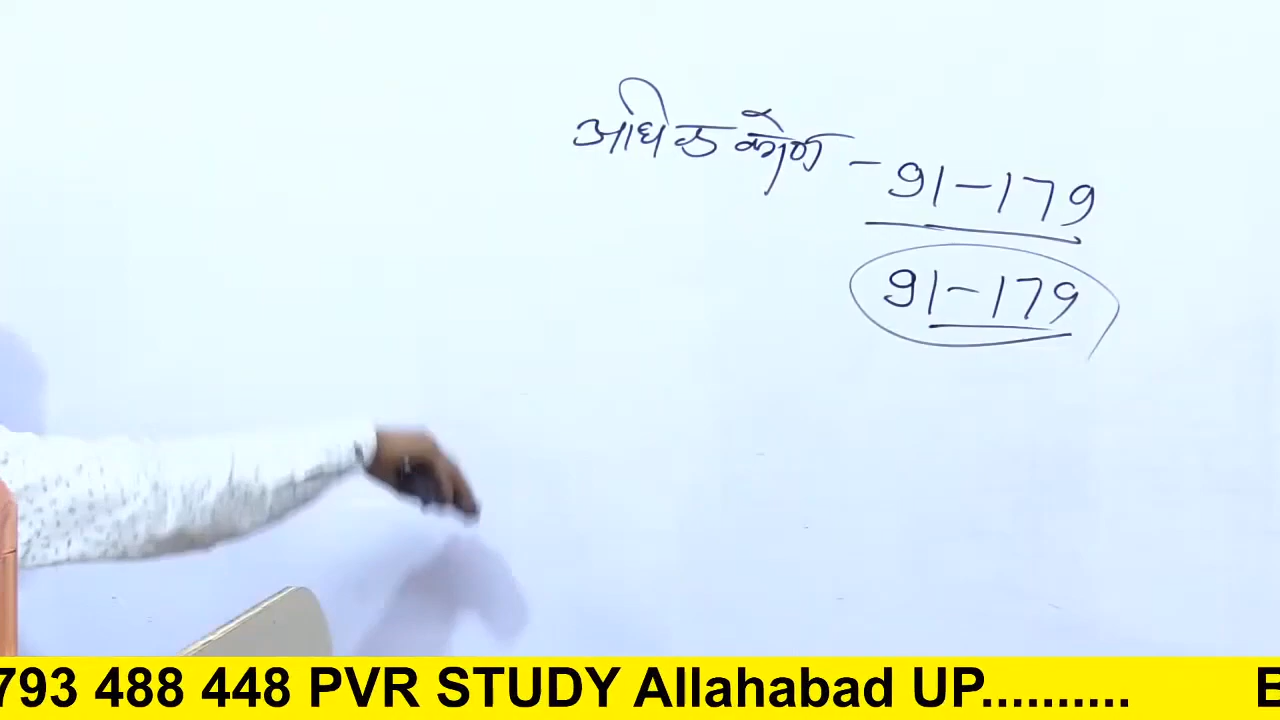 अधिक कोण - 91-179
91-179
793 488 448 PVR STUDY Allahabad UP.......... B